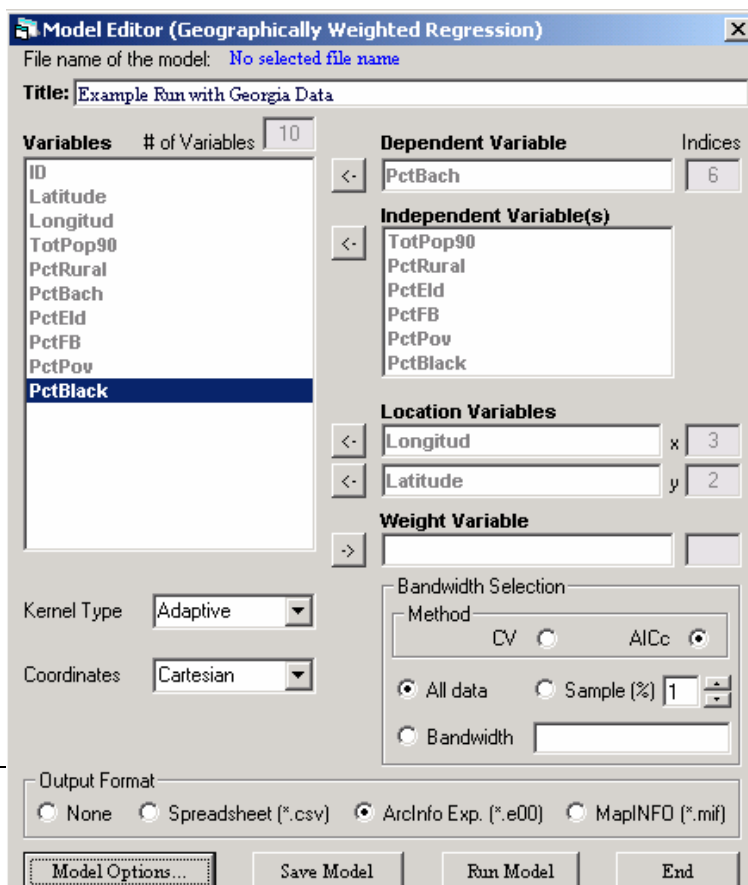 Model Editor (Geographically Weighted Regression)
File name of the model: No selected file name
Title: Example Run with Georgia Data
Variables # of Variables 10
ID
Latitude
Longitud
TotPop90
PctRural
PctBach
PctEld
PctFB
PctPov
PctBlack
Dependent Variable Indices
<- PctBach 6
Independent Variable(s)
<- TotPop90
PctRural
PctEld
PctFB
PctPov
PctBlack
Location Variables
<- Longitud x 3
<- Latitude y 2
Weight Variable
->
Kernel Type Adaptive
Coordinates Cartesian
Bandwidth Selection
Method
CV AICc
All data Sample (%) 1
Bandwidth
Output Format
None Spreadsheet (*.csv) ArcInfo Exp. (*.e00) MapINFO (*.mif)
Model Options... Save Model Run Model End